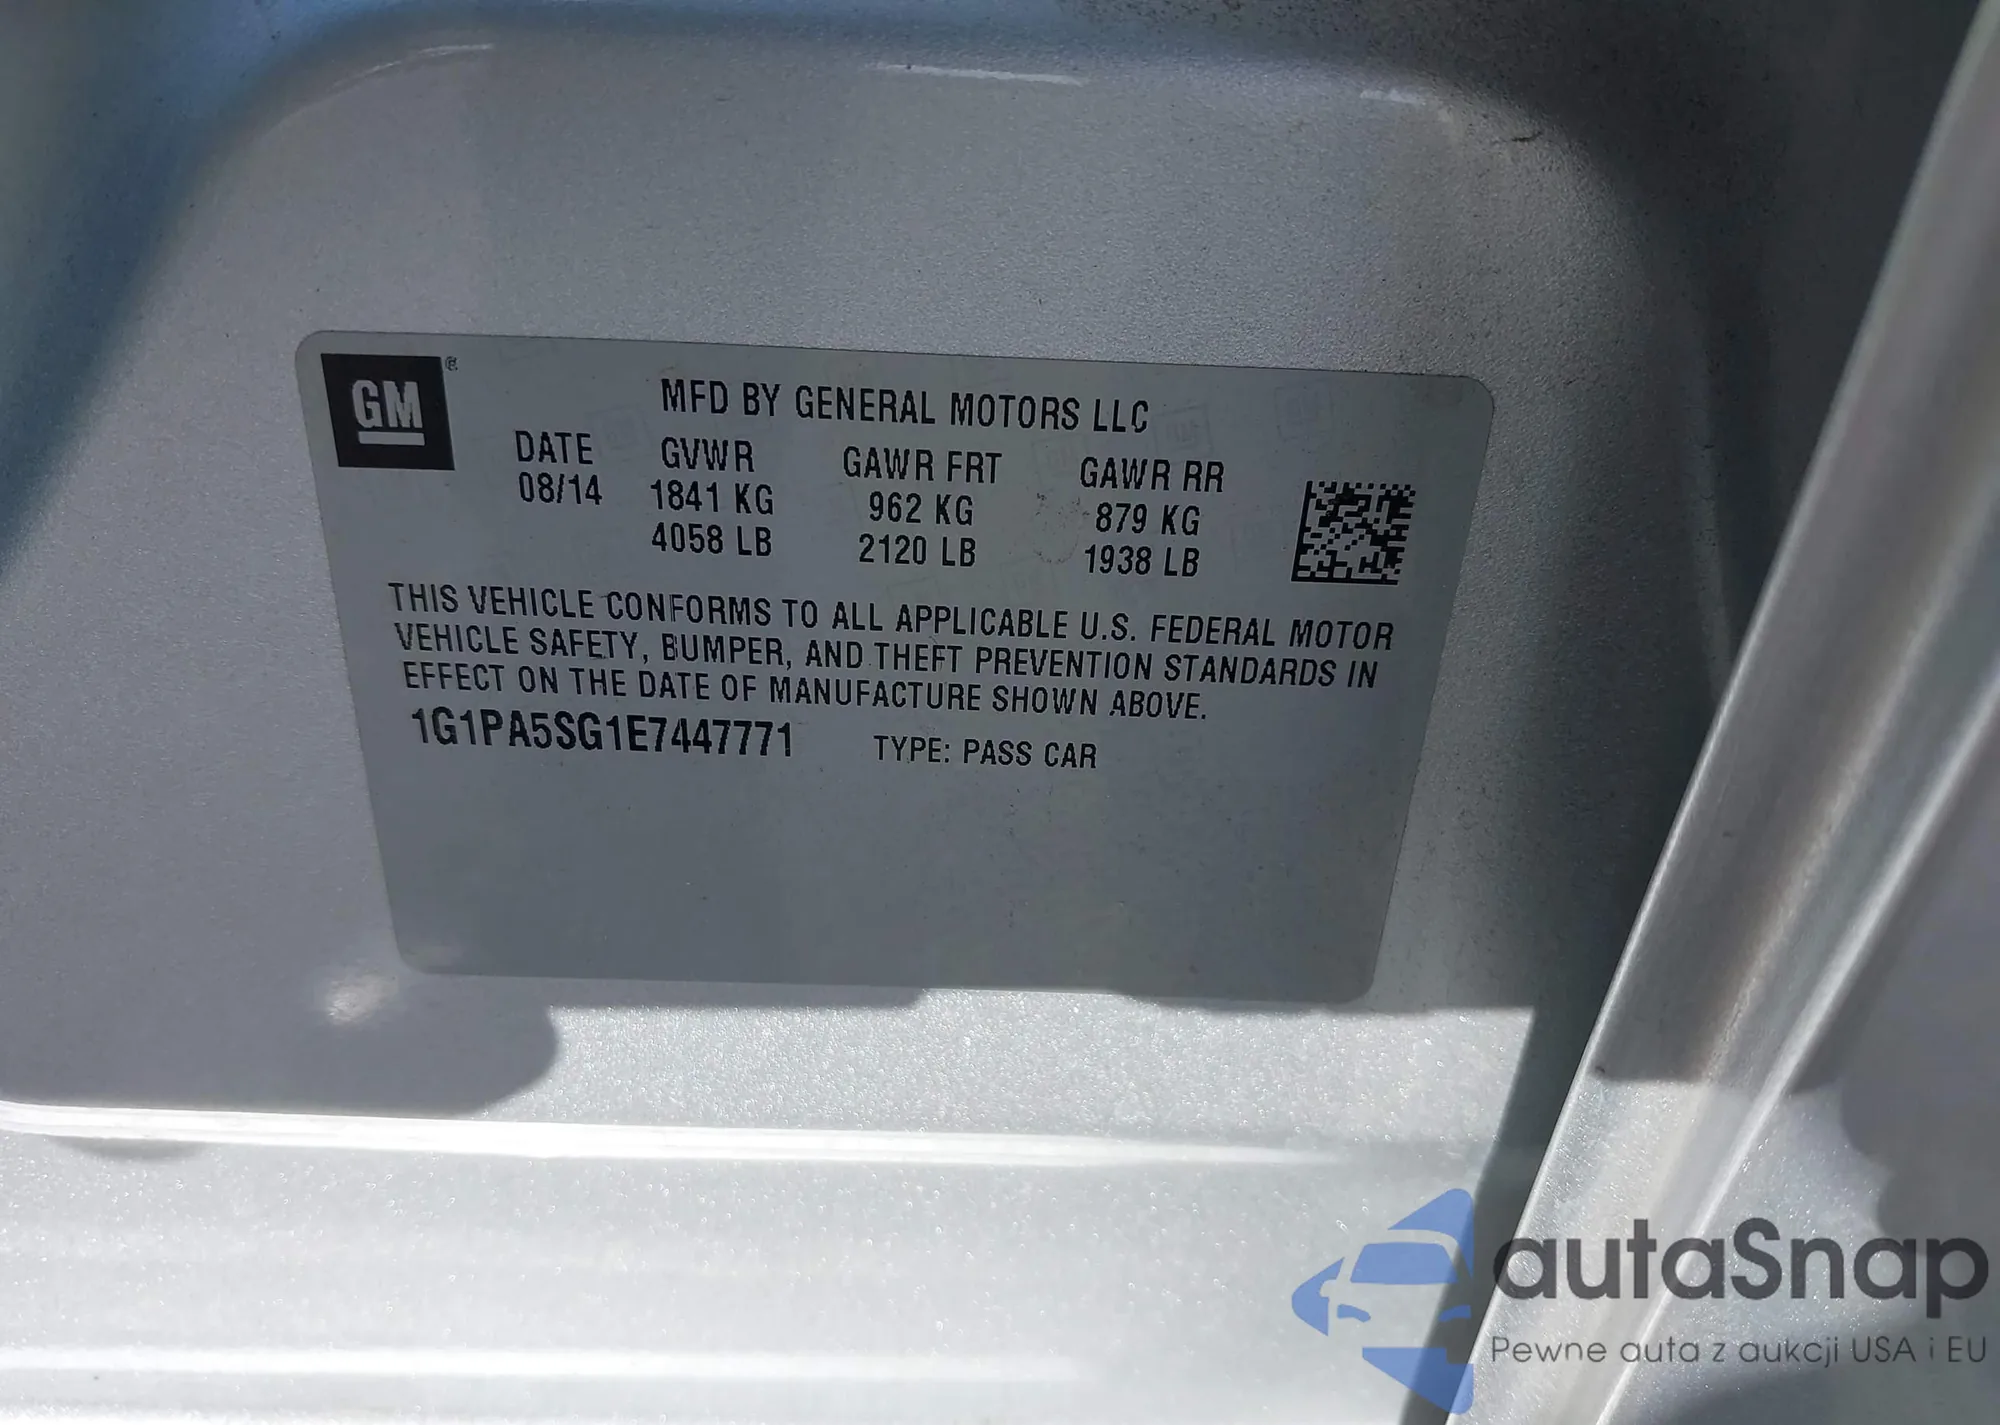 GM
MFD BY GENERAL MOTORS LLC
DATE GVWR GAWR FRT GAWR RR
08/14 1841 KG 962 KG 879 KG
4058 LB 2120 LB 1938 LB
THIS VEHICLE CONFORMS TO ALL APPLICABLE U.S. FEDERAL MOTOR
VEHICLE SAFETY, BUMPER, AND THEFT PREVENTION STANDARDS IN
EFFECT ON THE DATE OF MANUFACTURE SHOWN ABOVE.
1G1PA5SG1E7447771 TYPE: PASS CAR
autaSnap
Pewne auta z aukcji USA i EU